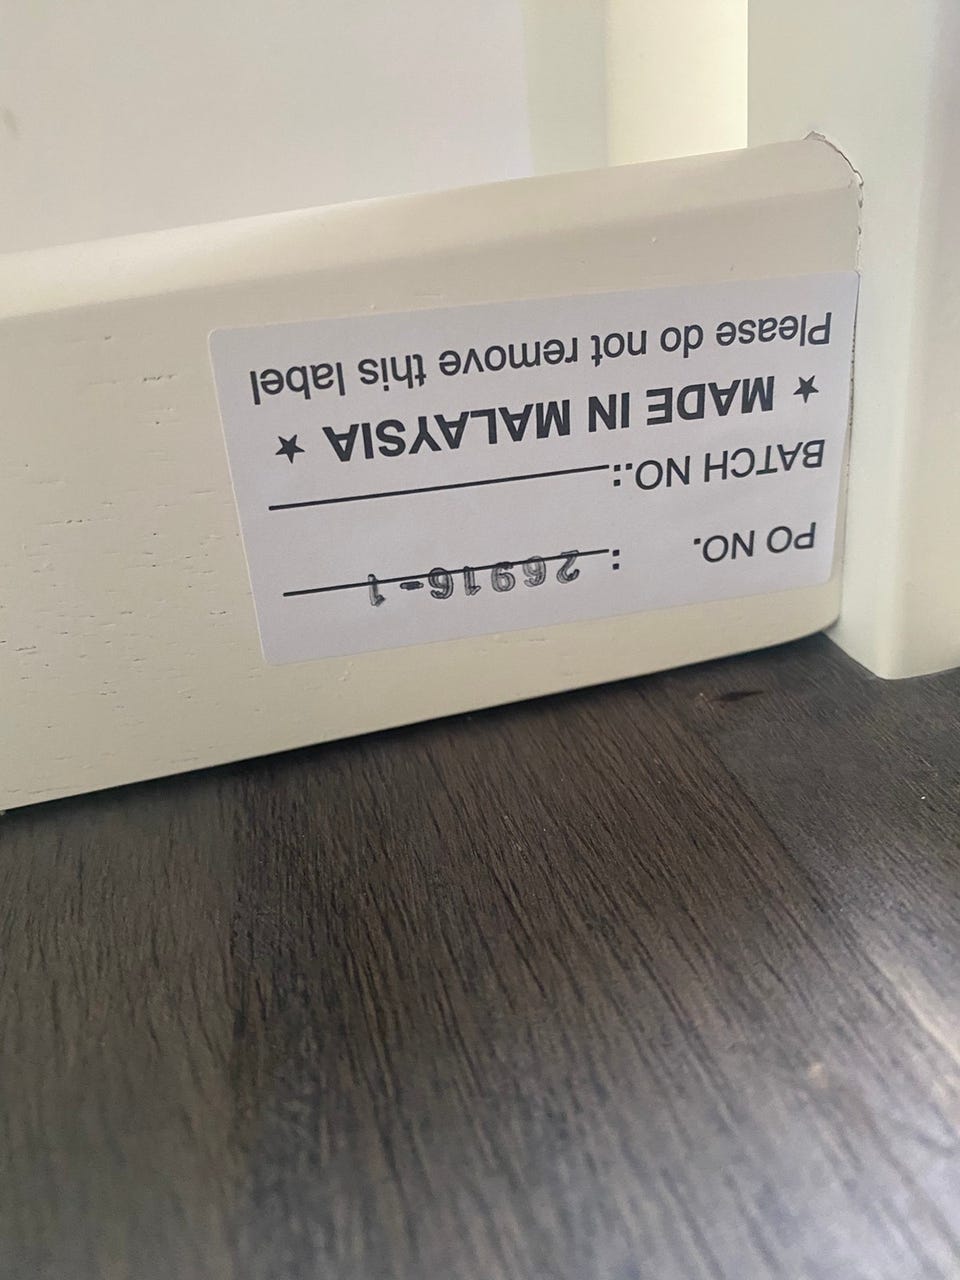 PO NO. : 26916-1
BATCH NO.:
★ MADE IN MALAYSIA ★
Please do not remove this label